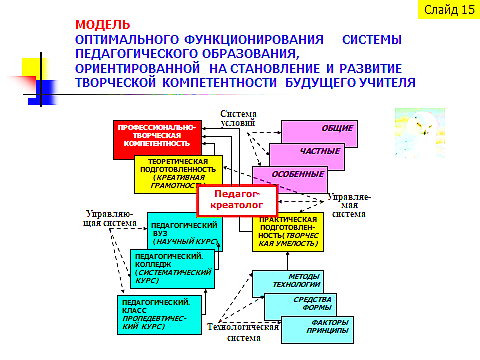 Слайд 15
МОДЕЛЬ
ОПТИМАЛЬНОГО ФУНКЦИОНИРОВАНИЯ СИСТЕМЫ
ПЕДАГОГИЧЕСКОГО ОБРАЗОВАНИЯ,
ОРИЕНТИРОВАННОЙ НА СТАНОВЛЕНИЕ И РАЗВИТИЕ
ТВОРЧЕСКОЙ КОМПЕТЕНТНОСТИ БУДУЩЕГО УЧИТЕЛЯ
Система
условий
ПРОФЕССИОНАЛЬНО-
ТВОРЧЕСКАЯ
КОМПЕТЕНТНОСТЬ
ОБЩИЕ
ЧАСТНЫЕ
ОСОБЕННЫЕ
ТЕОРЕТИЧЕСКАЯ
ПОДГОТОВЛЕННОСТЬ
(КРЕАТИВНАЯ
ГРАМОТНОСТЬ)
Педагог-
креатолог
Управляе-
мая
система
Управляю-
щая система
ПЕДАГОГИЧЕСКИЙ
ВУЗ
(НАУЧНЫЙ КУРС)
ПРАКТИЧЕСКАЯ
ПОДГОТОВЛЕН-
НОСТЬ(ТВОРЧЕС
КАЯ УМЕЛОСТЬ)
ПЕДАГОГИЧЕСКИЙ.
КОЛЛЕДЖ
(СИСТЕМАТИЧЕСКИЙ
КУРС)
МЕТОДЫ
ТЕХНОЛОГИИ
СРЕДСТВА
ФОРМЫ
ПЕДАГОГИЧЕСКИЙ.
КЛАСС
ПРОПЕДЕВТИЧЕС-
КИЙ КУРС)
Технологическая
система
ФАКТОРЫ
ПРИНЦИПЫ